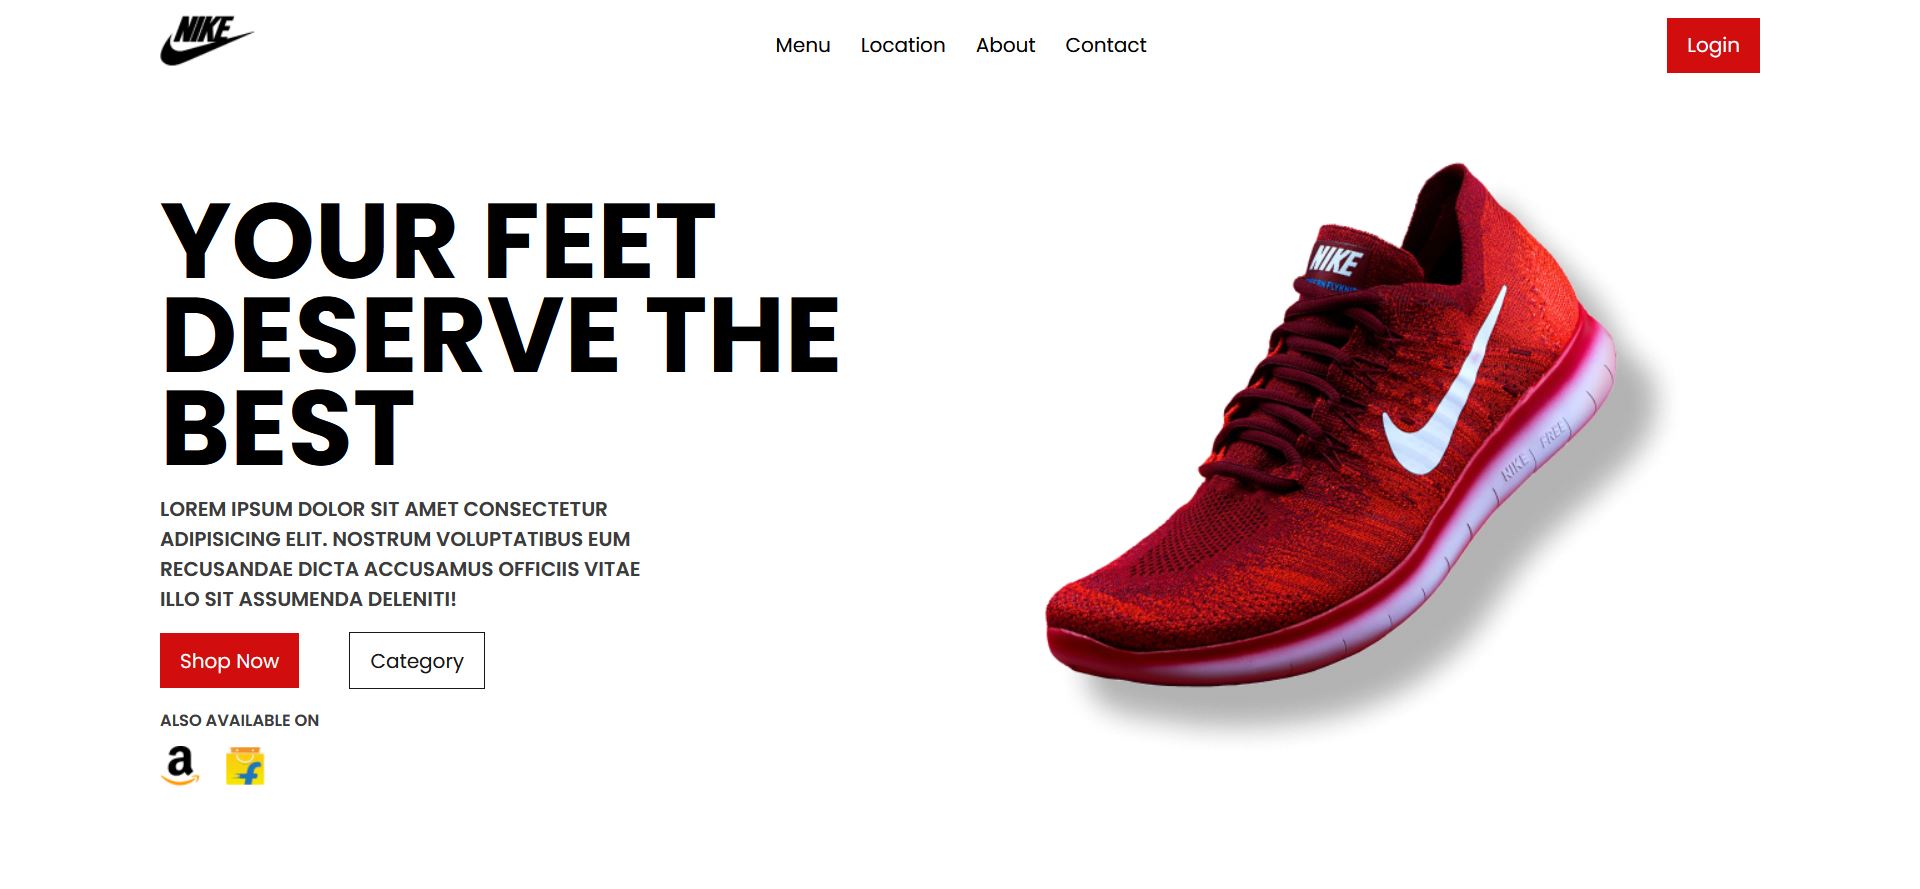 NIKE
Menu Location About Contact
Login
YOUR FEET
DESERVE THE
BEST
LOREM IPSUM DOLOR SIT AMET CONSECTETUR
ADIPISICING ELIT. NOSTRUM VOLUPTATIBUS EUM
RECUSANDAE DICTA ACCUSAMUS OFFICIIS VITAE
ILLO SIT ASSUMENDA DELENITI!
Shop Now
Category
ALSO AVAILABLE ON
a
f
NIKE
NIKE FREE